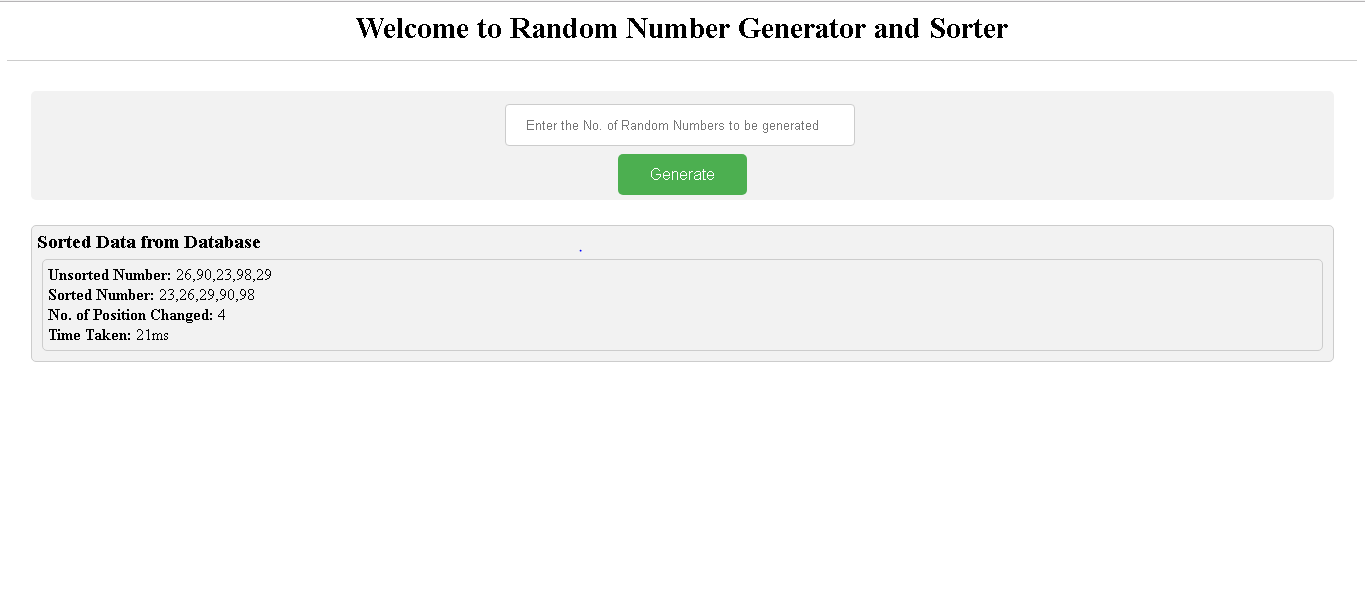 Welcome to Random Number Generator and Sorter
Enter the No. of Random Numbers to be generated
Generate
Sorted Data from Database
Unsorted Number: 26,90,23,98,29
Sorted Number: 23,26,29,90,98
No. of Position Changed: 4
Time Taken: 21ms